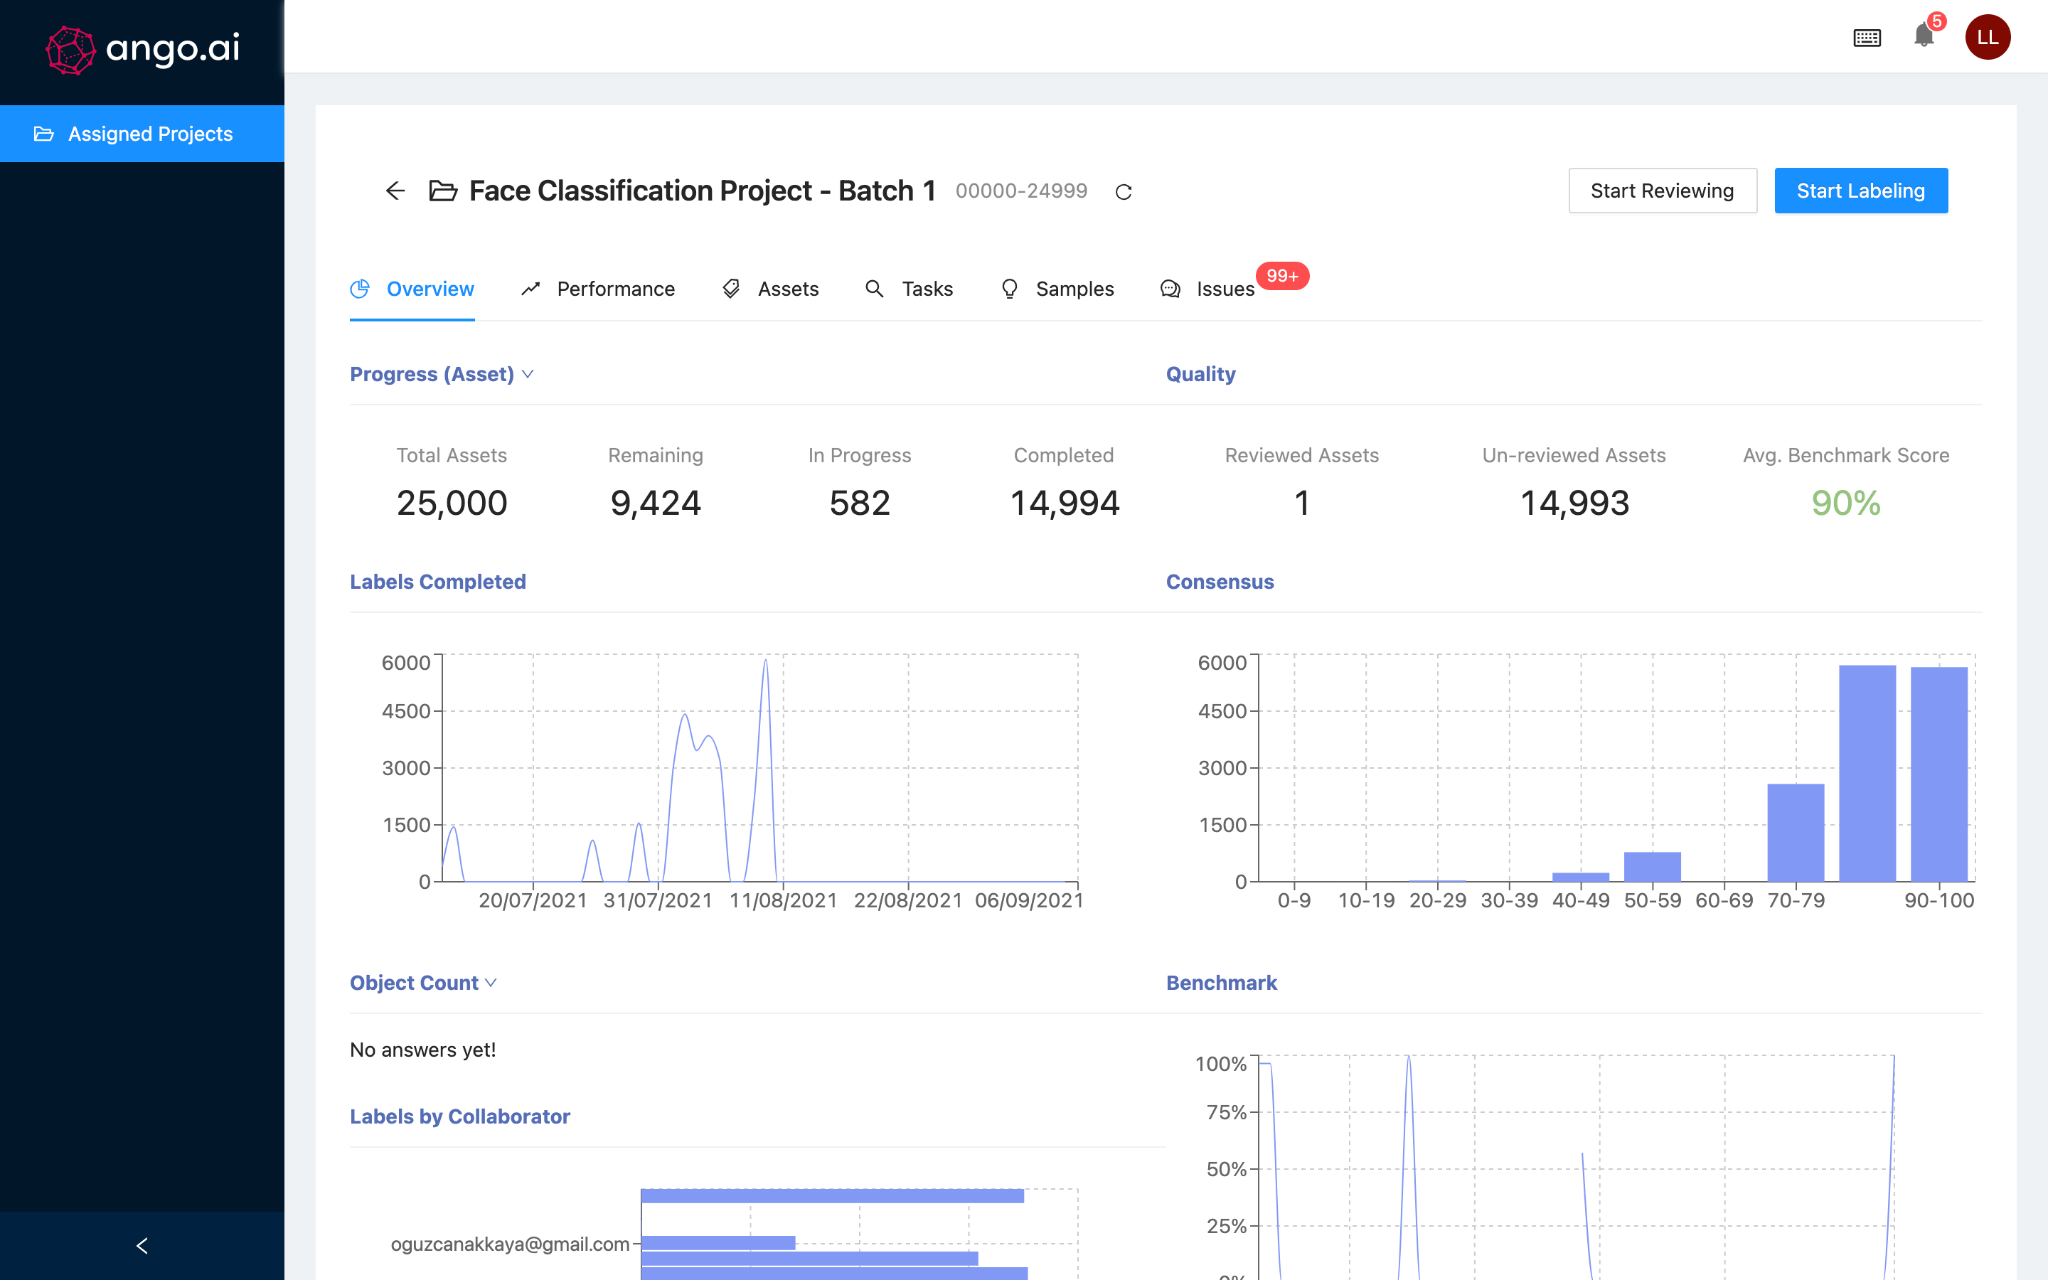 ango.ai
5
LL
Assigned Projects
Face Classification Project - Batch 1 00000-24999
Start Reviewing
Start Labeling
Overview
Performance
Assets
Tasks
Samples
Issues
99+
Progress (Asset)
Quality
Total Assets
Remaining
In Progress
Completed
Reviewed Assets
Un-reviewed Assets
Avg. Benchmark Score
25,000
9,424
582
14,994
1
14,993
90%
Labels Completed
Consensus
6000
4500
3000
1500
0
20/07/2021 31/07/2021 11/08/2021 22/08/2021 06/09/2021
6000
4500
3000
1500
0
0-9 10-19 20-29 30-39 40-49 50-59 60-69 70-79 90-100
Object Count
Benchmark
No answers yet!
Labels by Collaborator
oguzcanakkaya@gmail.com
100%
75%
50%
25%
0%